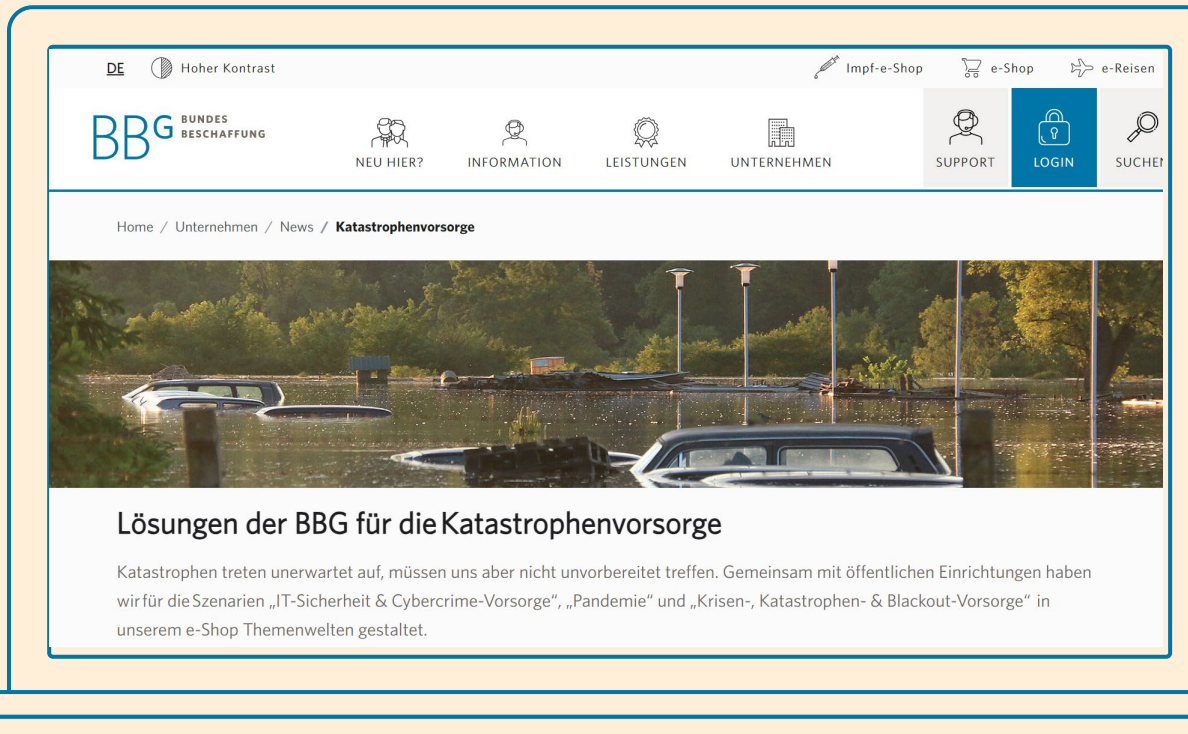 DE Hoher Kontrast Impf-e-Shop e-Shop e-Reisen
BBG BUNDES BESCHAFFUNG
NEU HIER? INFORMATION LEISTUNGEN UNTERNEHMEN SUPPORT LOGIN SUCHEN
Home / Unternehmen / News / Katastrophenvorsorge
Lösungen der BBG für die Katastrophenvorsorge
Katastrophen treten unerwartet auf, müssen uns aber nicht unvorbereitet treffen. Gemeinsam mit öffentlichen Einrichtungen haben
wir für die Szenarien „IT-Sicherheit & Cybercrime-Vorsorge“, „Pandemie“ und „Krisen-, Katastrophen- & Blackout-Vorsorge“ in
unserem e-Shop Themenwelten gestaltet.